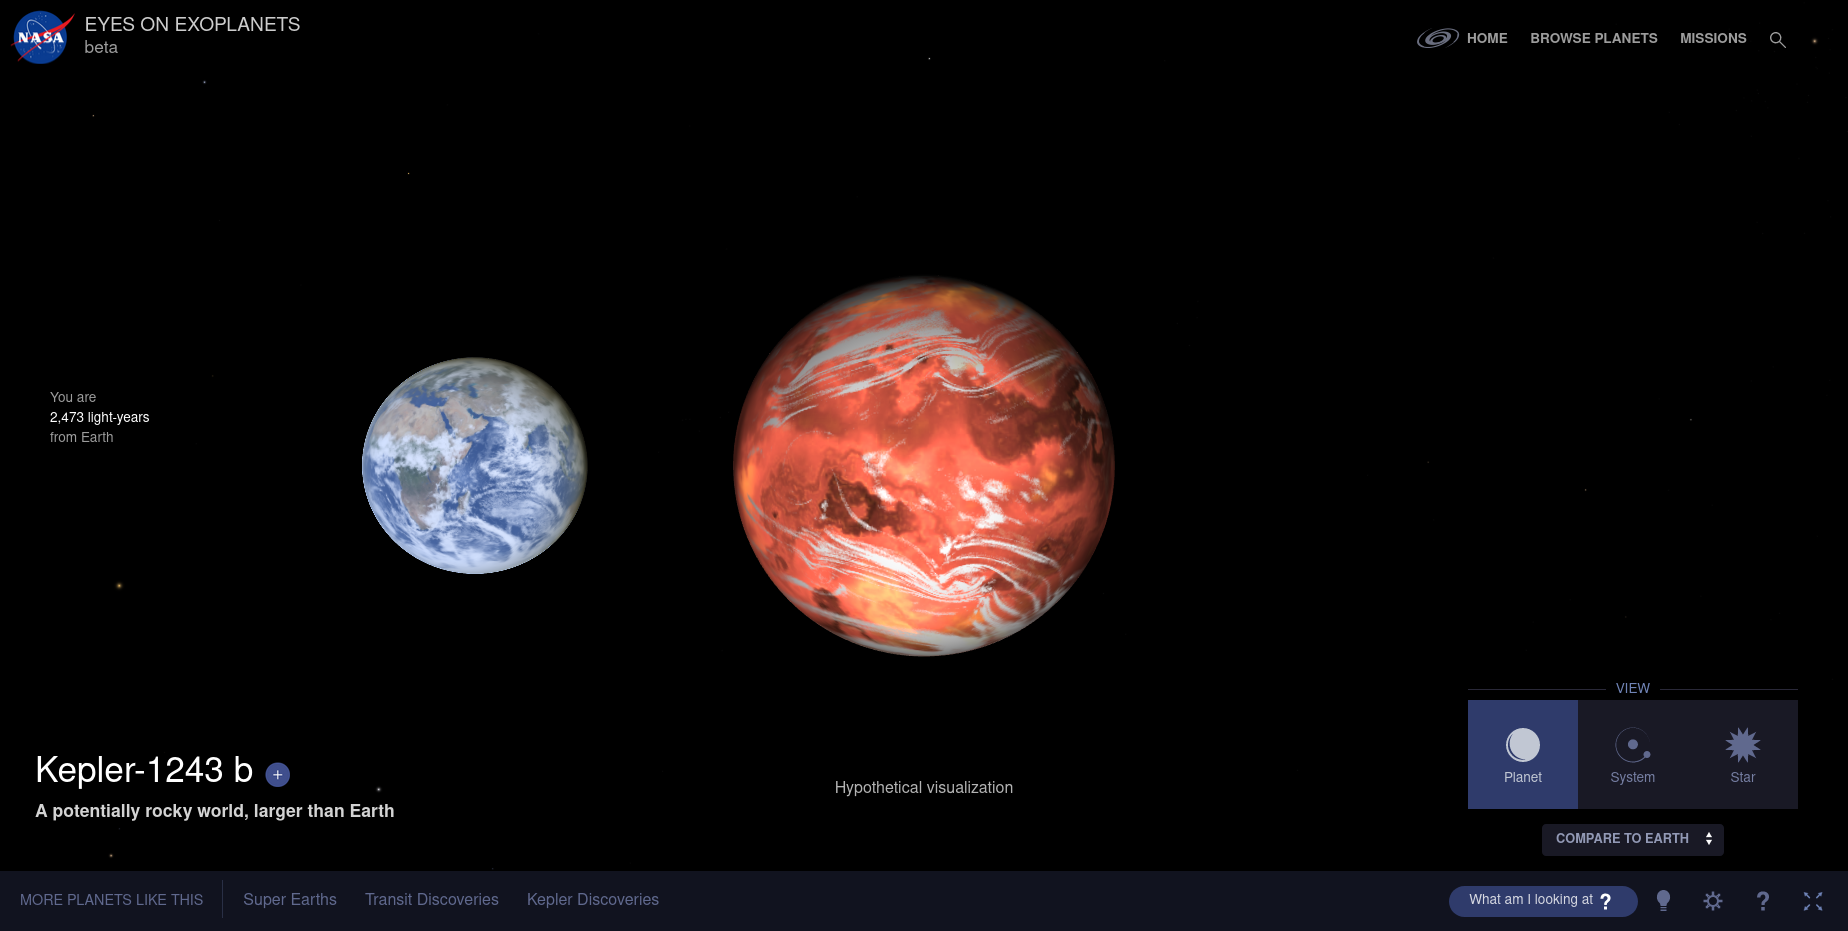 NASA
EYES ON EXOPLANETS
beta
HOME
BROWSE PLANETS
MISSIONS
You are
2,473 light-years
from Earth
Kepler-1243 b +
A potentially rocky world, larger than Earth
Hypothetical visualization
VIEW
Planet
System
Star
COMPARE TO EARTH
MORE PLANETS LIKE THIS
Super Earths
Transit Discoveries
Kepler Discoveries
What am I looking at ?
?